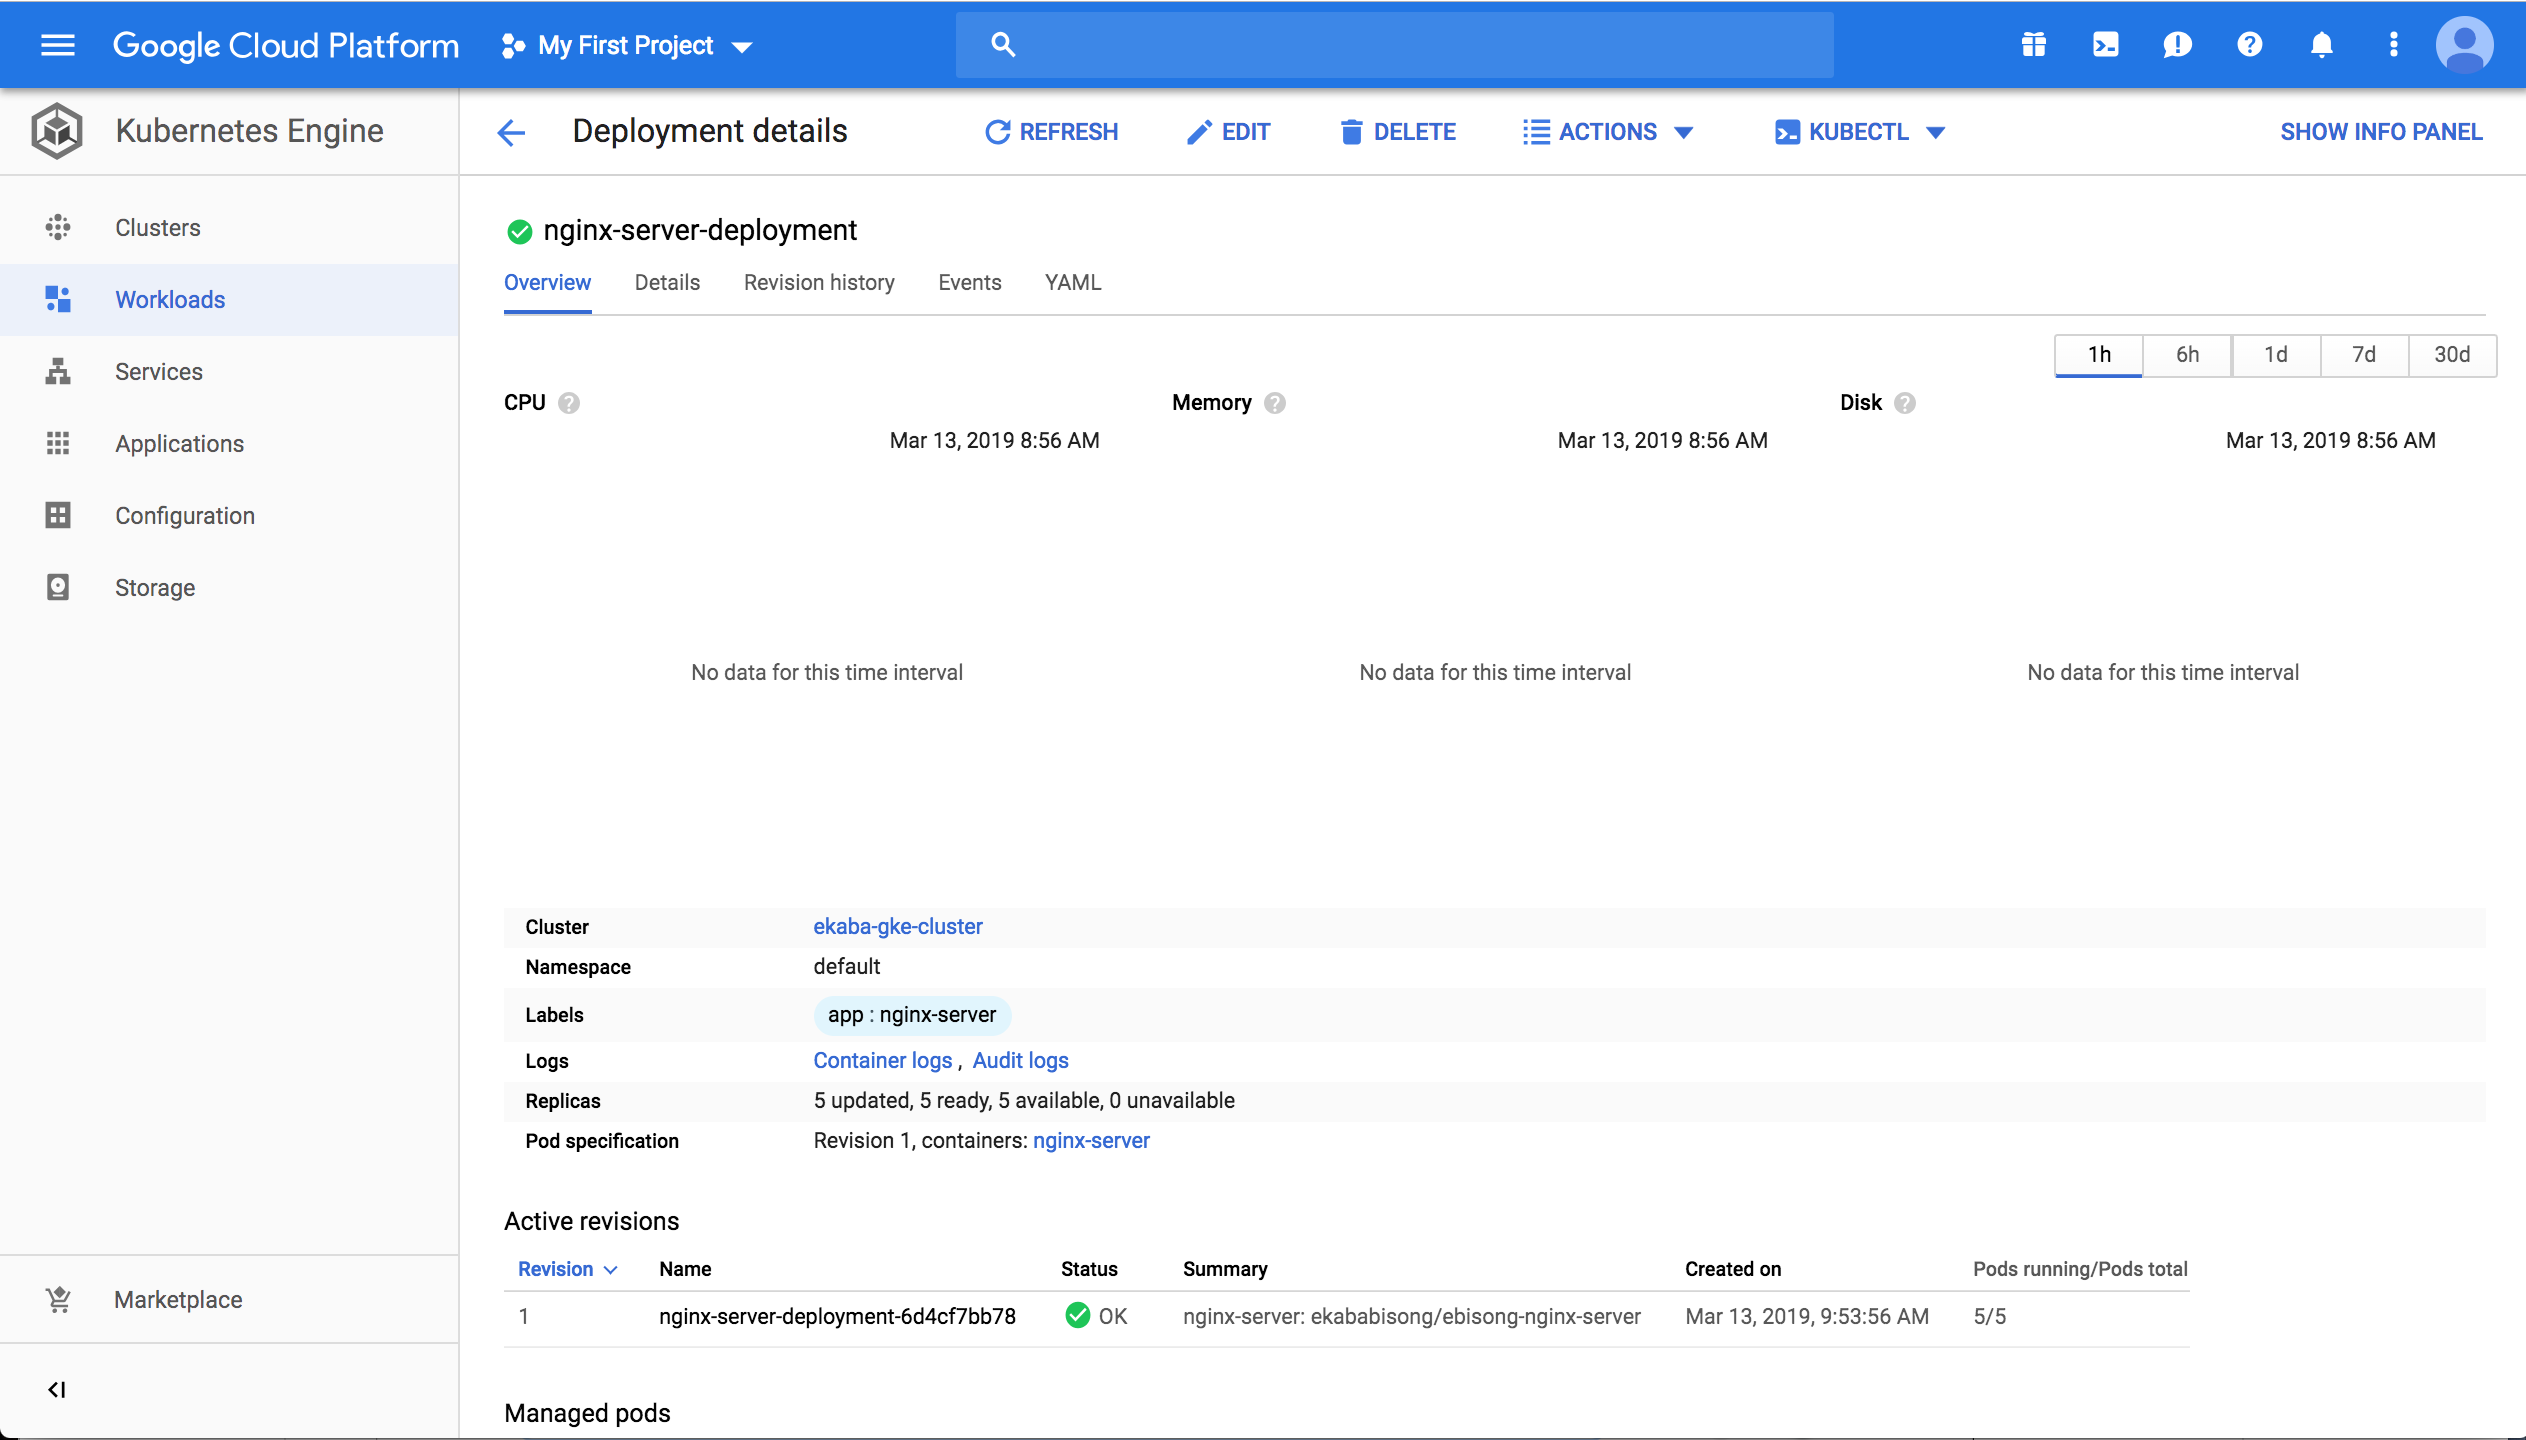 Google Cloud Platform My First Project
Kubernetes Engine
Deployment details REFRESH EDIT DELETE ACTIONS KUBECTL SHOW INFO PANEL
Clusters
Workloads
Services
Applications
Configuration
Storage
Marketplace
nginx-server-deployment
Overview Details Revision history Events YAML
1h 6h 1d 7d 30d
CPU Memory Disk
Mar 13, 2019 8:56 AM Mar 13, 2019 8:56 AM Mar 13, 2019 8:56 AM
No data for this time interval No data for this time interval No data for this time interval
Cluster ekaba-gke-cluster
Namespace default
Labels app : nginx-server
Logs Container logs , Audit logs
Replicas 5 updated, 5 ready, 5 available, 0 unavailable
Pod specification Revision 1, containers: nginx-server
Active revisions
Revision Name Status Summary Created on Pods running/Pods total
1 nginx-server-deployment-6d4cf7bb78 OK nginx-server: ekababisong/ebisong-nginx-server Mar 13, 2019, 9:53:56 AM 5/5
Managed pods